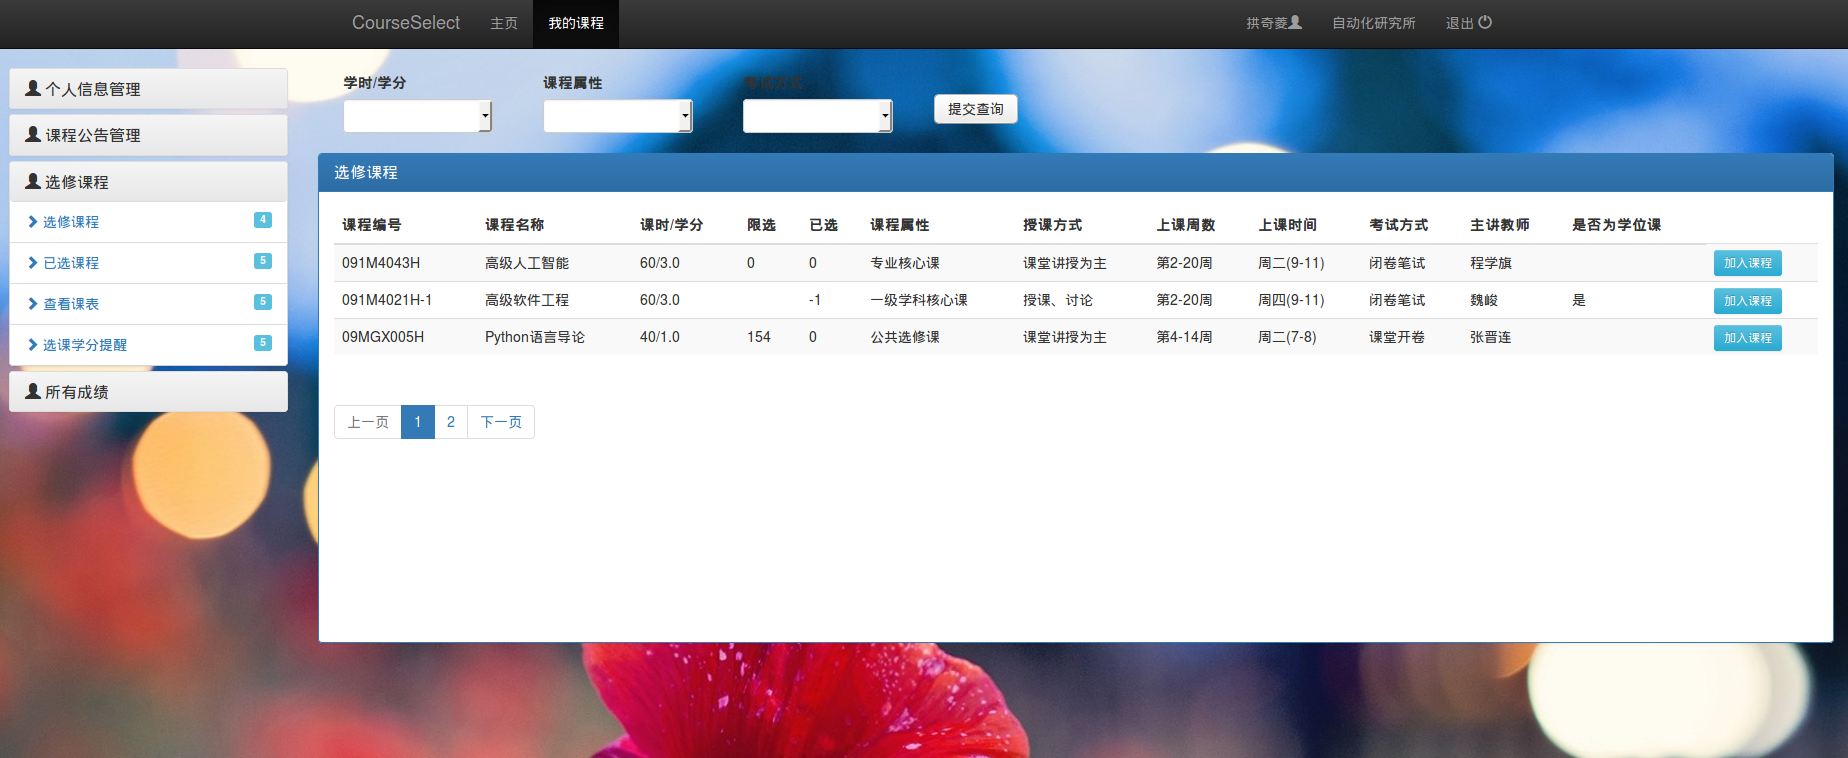 CourseSelect 主页 我的课程 拱奇菱 自动化研究所 退出
个人信息管理
课程公告管理
选修课程
选修课程 4
已选课程 5
查看课表 5
选课学分提醒 5
所有成绩
学时/学分 课程属性 考试方式
提交查询
选修课程
课程编号 课程名称 课时/学分 限选 已选 课程属性 授课方式 上课周数 上课时间 考试方式 主讲教师 是否为学位课
091M4043H 高级人工智能 60/3.0 0 0 专业核心课 课堂讲授为主 第2-20周 周二(9-11) 闭卷笔试 程学旗 加入课程
091M4021H-1 高级软件工程 60/3.0 -1 一级学科核心课 授课、讨论 第2-20周 周四(9-11) 闭卷笔试 魏峻 是 加入课程
09MGX005H Python语言导论 40/1.0 154 0 公共选修课 课堂讲授为主 第4-14周 周二(7-8) 课堂开卷 张晋连 加入课程
上一页 1 2 下一页